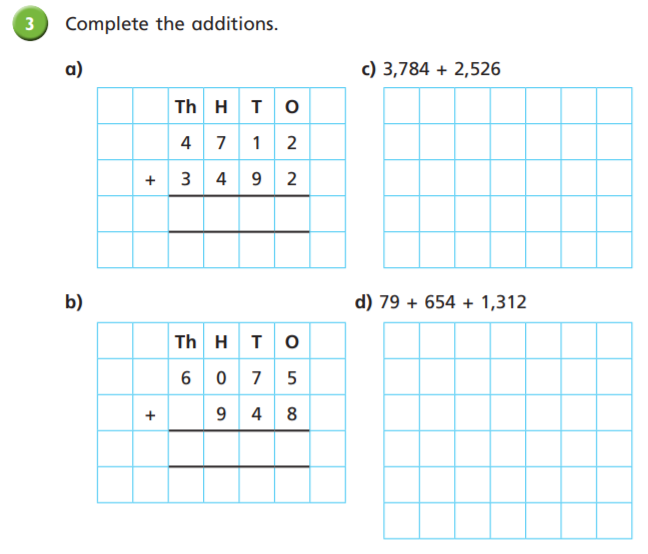 3 Complete the additions.
a)
Th H T O
4 7 1 2
+ 3 4 9 2
c) 3,784 + 2,526
b)
Th H T O
6 0 7 5
+ 9 4 8
d) 79 + 654 + 1,312